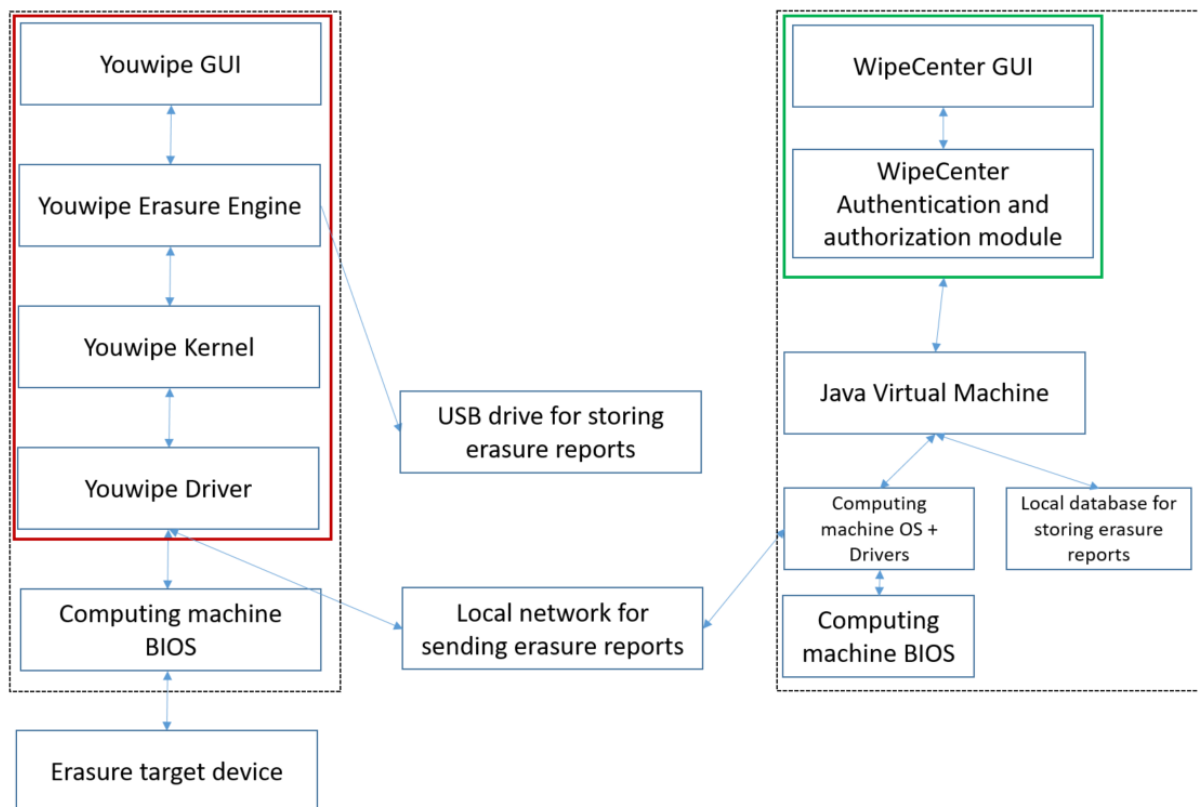 Youwipe GUI
Youwipe Erasure Engine
Youwipe Kernel
Youwipe Driver
Computing machine
BIOS
Erasure target device
USB drive for storing
erasure reports
Local network for
sending erasure reports
WipeCenter GUI
WipeCenter
Authentication and
authorization module
Java Virtual Machine
Computing
machine OS +
Drivers
Local database for
storing erasure
reports
Computing
machine BIOS